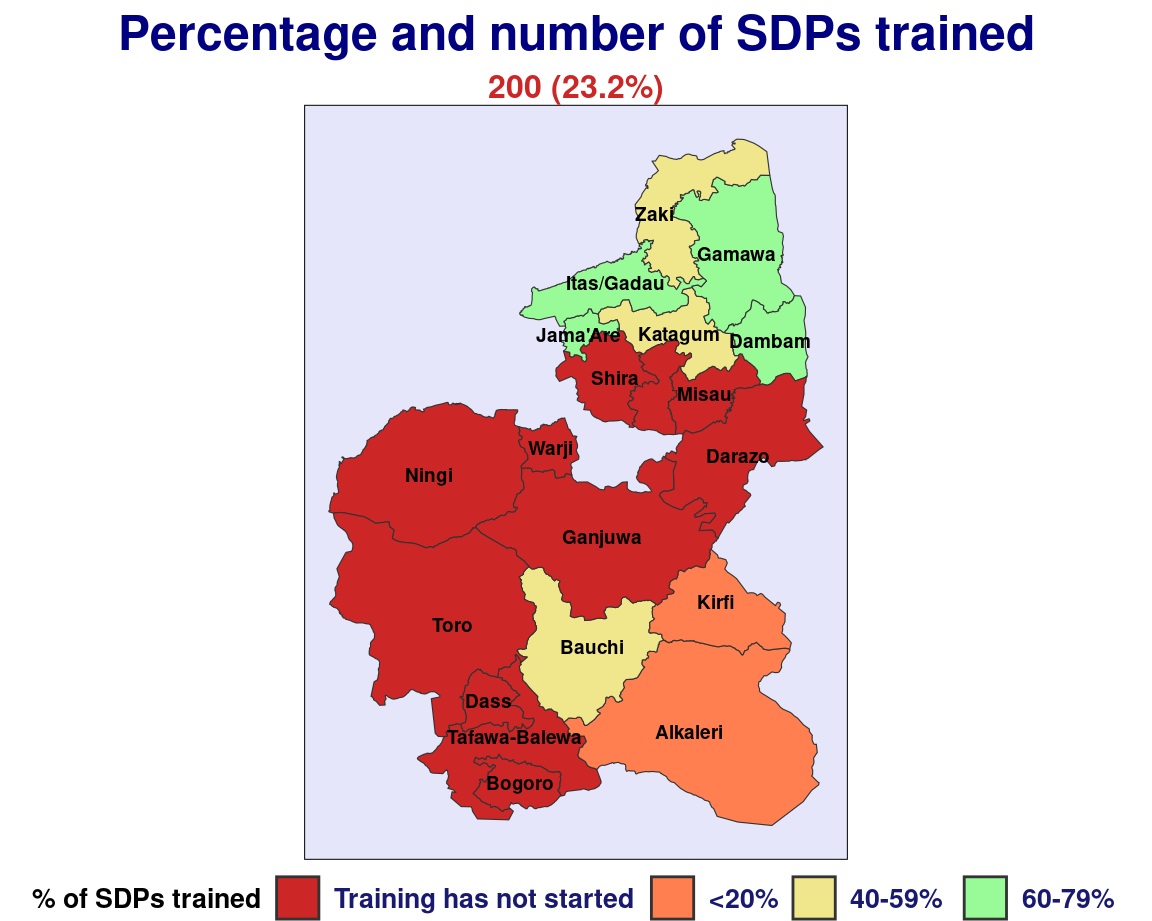 Percentage and number of SDPs trained
200 (23.2%)
Zaki
Gamawa
Itas/Gadau
Jama'Are
Katagum
Dambam
Shira
Misau
Warji
Darazo
Ningi
Ganjuwa
Kirfi
Toro
Bauchi
Dass
Alkaleri
Tafawa-Balewa
Bogoro
% of SDPs trained Training has not started <20% 40-59% 60-79%